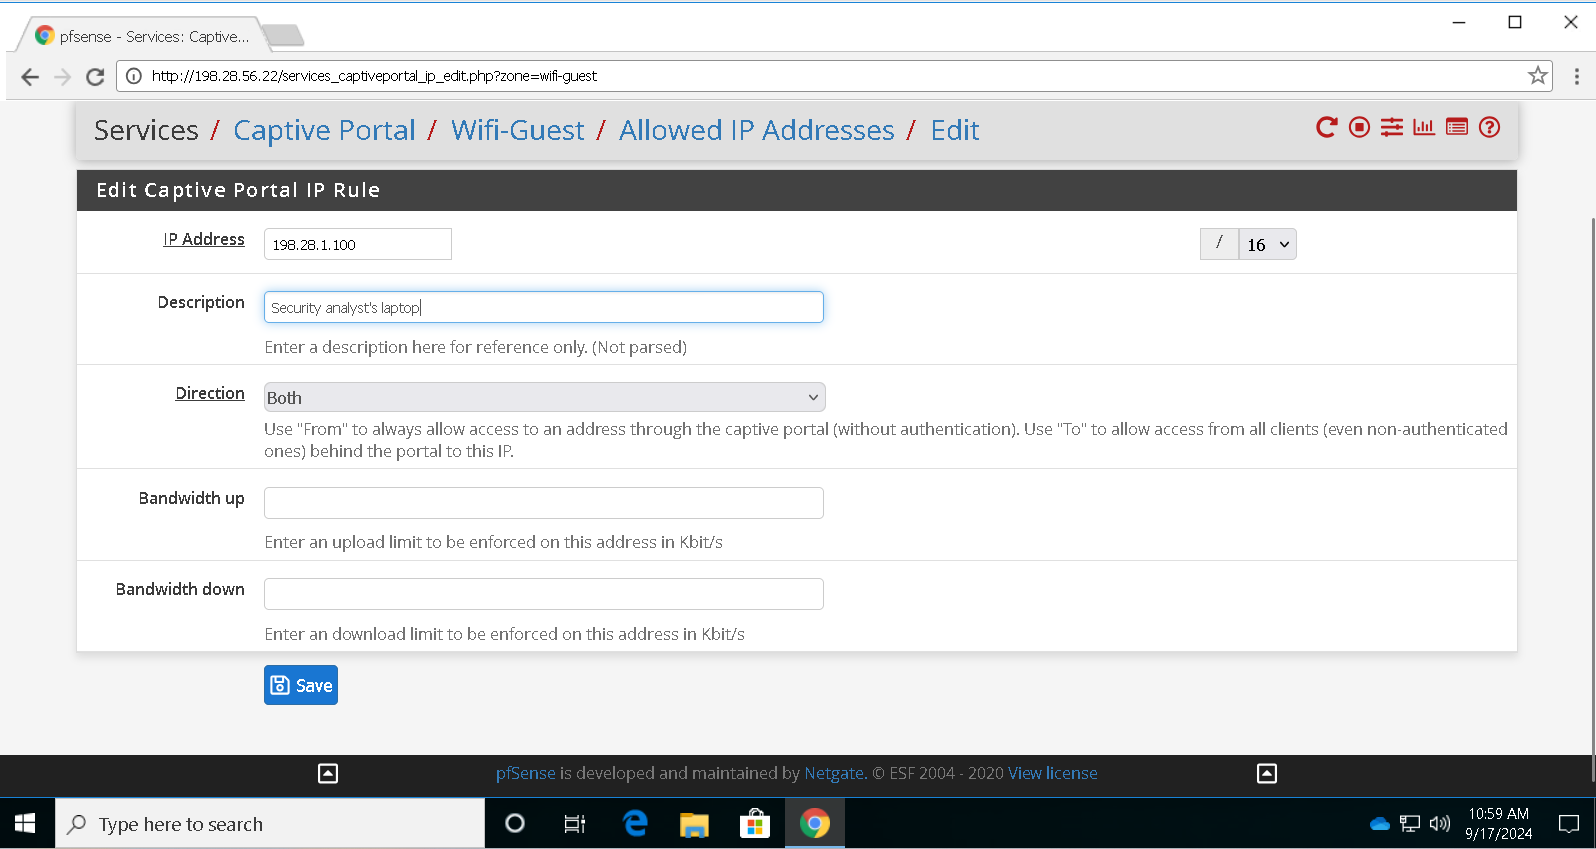 pfsense - Services: Captive...
http://198.28.56.22/services_captiveportal_ip_edit.php?zone=wifi-guest
Services / Captive Portal / Wifi-Guest / Allowed IP Addresses / Edit
Edit Captive Portal IP Rule
IP Address 198.28.1.100 / 16
Description Security analyst's laptop
Enter a description here for reference only. (Not parsed)
Direction Both
Use "From" to always allow access to an address through the captive portal (without authentication). Use "To" to allow access from all clients (even non-authenticated
ones) behind the portal to this IP.
Bandwidth up
Enter an upload limit to be enforced on this address in Kbit/s
Bandwidth down
Enter an download limit to be enforced on this address in Kbit/s
Save
pfSense is developed and maintained by Netgate. © ESF 2004 - 2020 View license
Type here to search
10:59 AM
9/17/2024